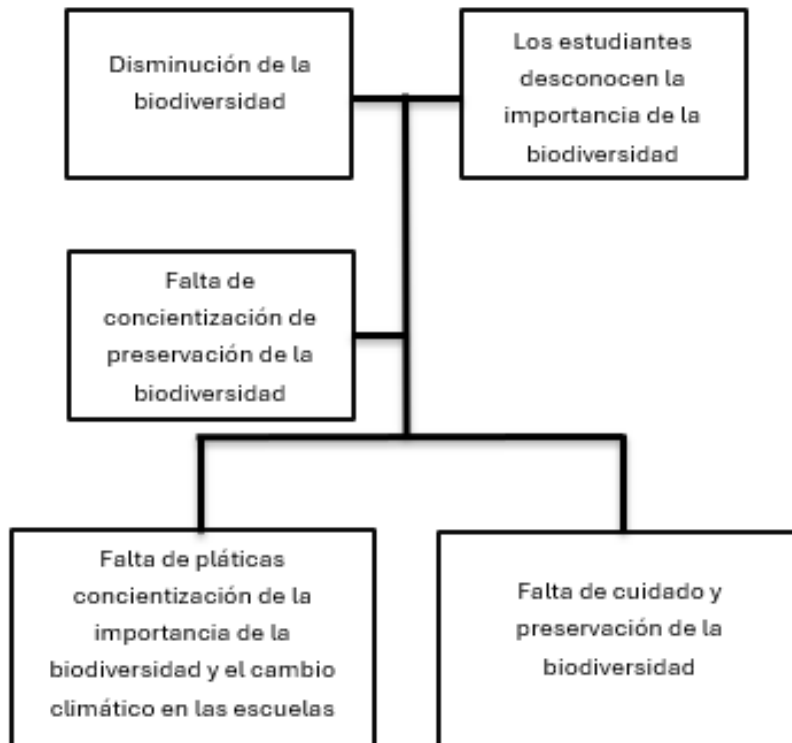 Disminución de la
biodiversidad
Los estudiantes
desconocen la
importancia de la
biodiversidad
Falta de
concientización de
preservación de la
biodiversidad
Falta de pláticas
concientización de la
importancia de la
biodiversidad y el cambio
climático en las escuelas
Falta de cuidado y
preservación de la
biodiversidad